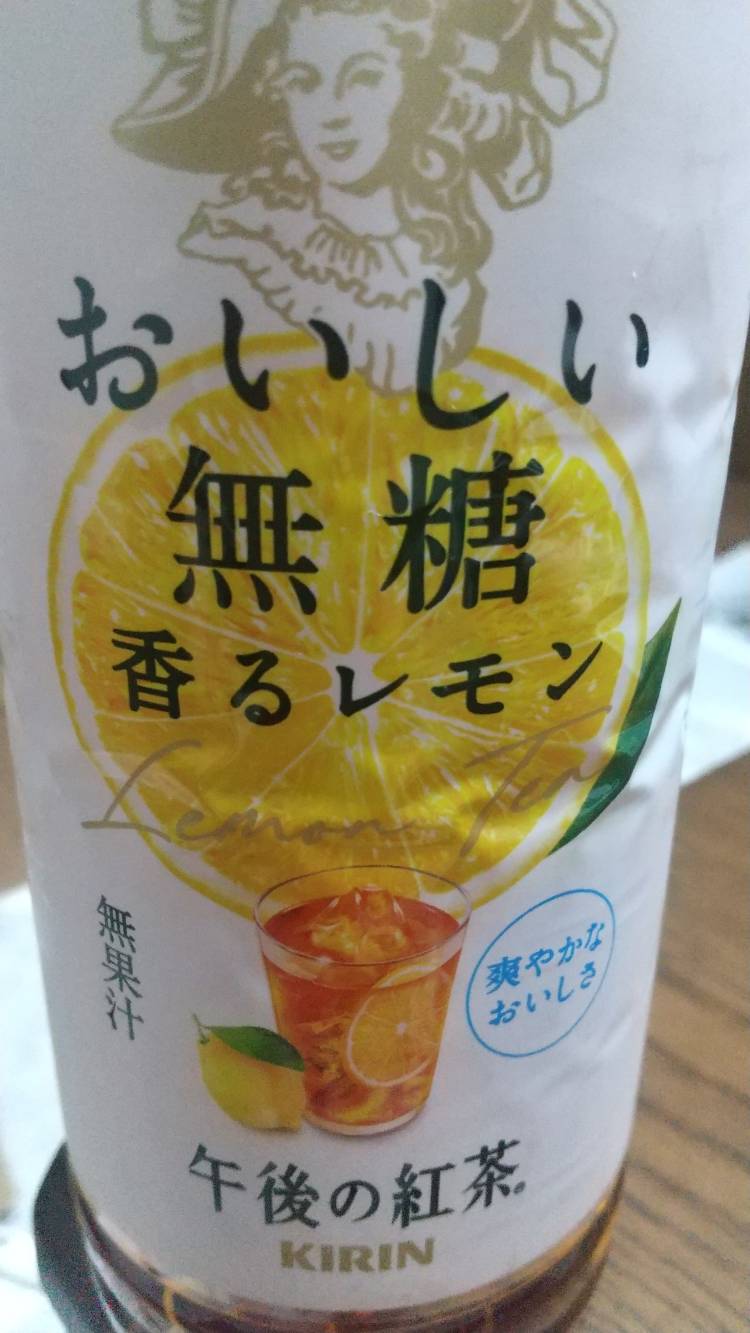 おいしい
無糖
香るレモン
Lemon Tea
無果汁
爽やかな
おいしさ
午後の紅茶®
KIRIN